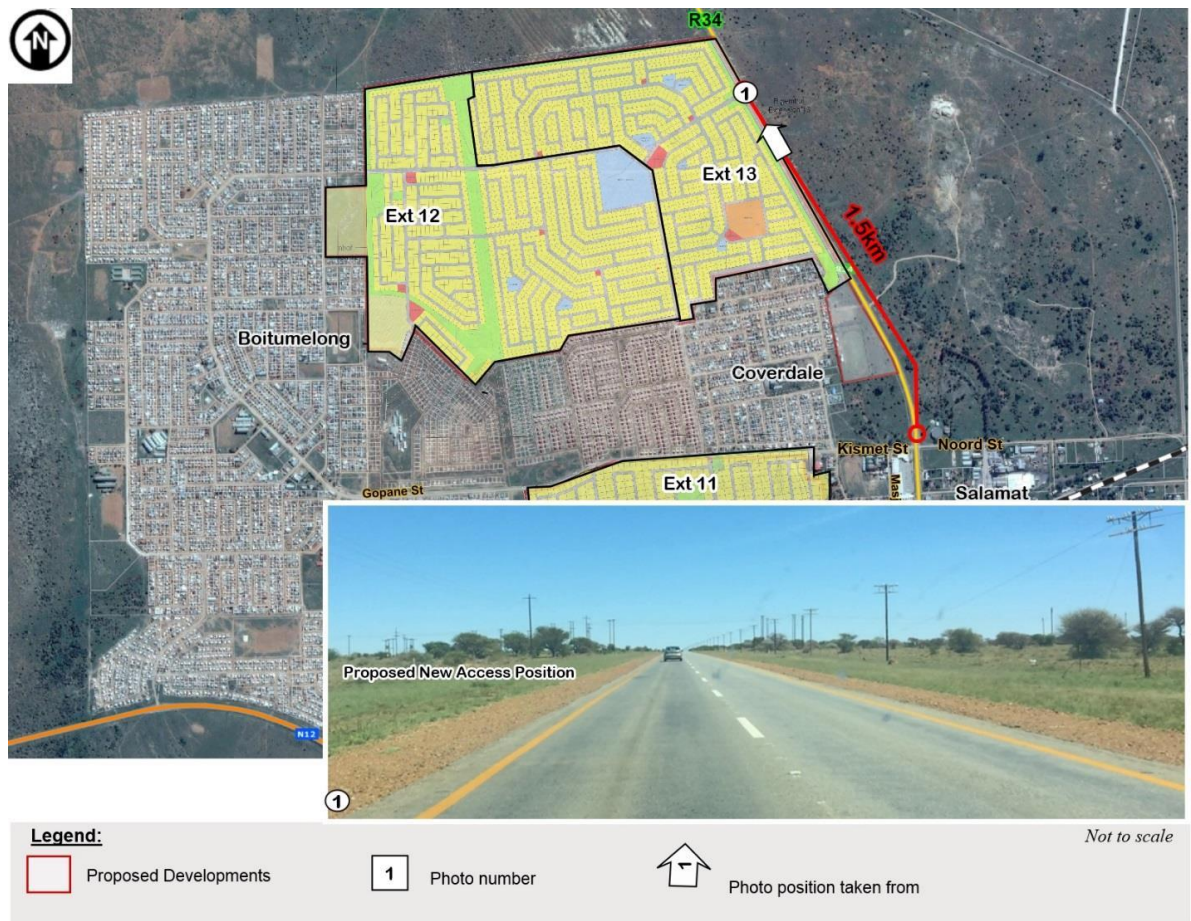 N
R34
1
Ext 13
Ext 12
1.5km
Boitumelong
Coverdale
Kismet St
Noord St
Ext 11
Gopane St
Salamat
N12
Proposed New Access Position
1
Legend:
Not to scale
Proposed Developments
1
Photo number
1
Photo position taken from